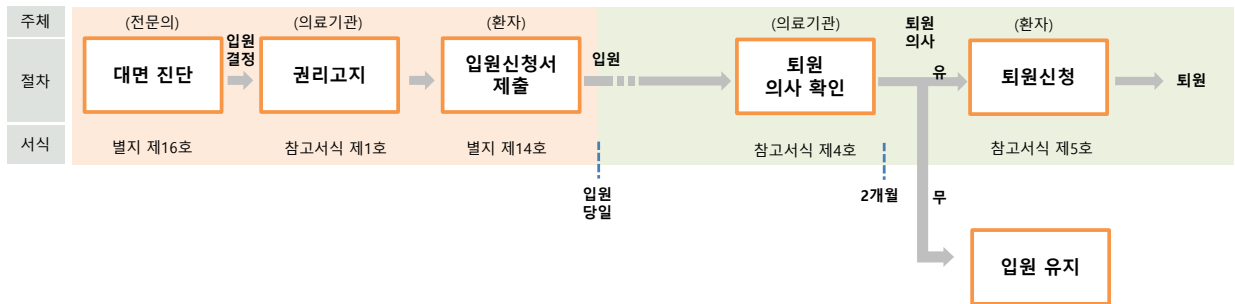 주체
(전문의)
(의료기관)
(환자)
(의료기관)
퇴원
의사
(환자)
절차
대면 진단
입원
결정
권리고지
입원신청서
제출
입원
퇴원
의사 확인
유
퇴원신청
퇴원
서식
별지 제16호
참고서식 제1호
별지 제14호
참고서식 제4호
참고서식 제5호
입원
당일
2개월
무
입원 유지